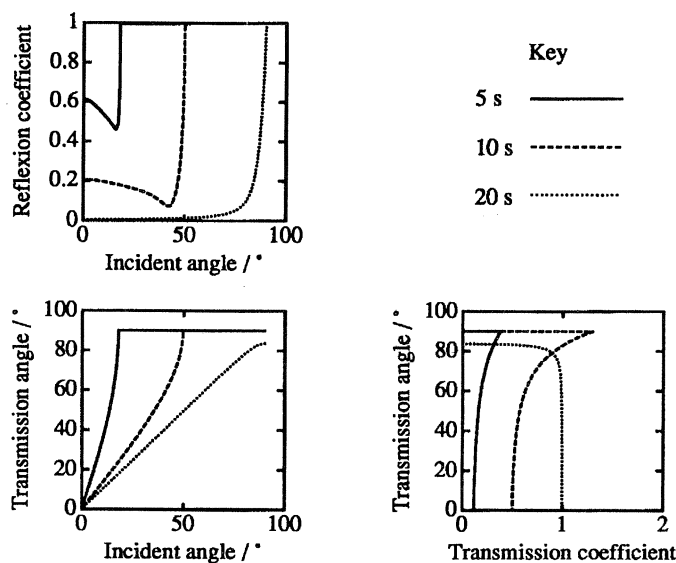 Reflexion coefficient
1
0.8
0.6
0.4
0.2
0
0
50
100
Incident angle / °
Key
5 s
10 s
20 s
Transmission angle / °
100
80
60
40
20
0
0
50
100
Incident angle / °
Transmission angle / °
100
80
60
40
20
0
0
1
2
Transmission coefficient